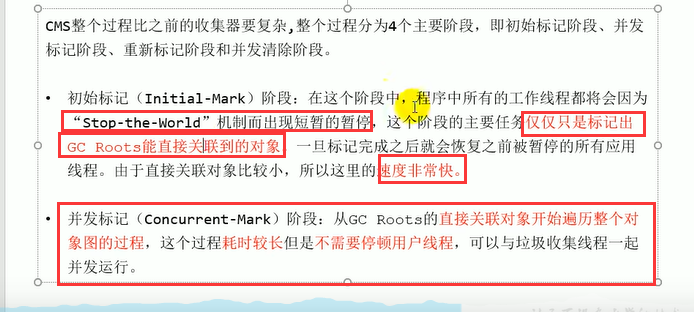 CMS整个过程比之前的收集器要复杂,整个过程分为4个主要阶段，即初始标记阶段、并发
标记阶段、重新标记阶段和并发清除阶段。
• 初始标记（Initial-Mark）阶段：在这个阶段中，程序中所有的工作线程都将会因为
“Stop-the-World”机制而出现短暂的暂停，这个阶段的主要任务仅仅只是标记出
GC Roots能直接关联到的对象。一旦标记完成之后就会恢复之前被暂停的所有应用
线程。由于直接关联对象比较小，所以这里的速度非常快。
• 并发标记（Concurrent-Mark）阶段：从GC Roots的直接关联对象开始遍历整个对
象图的过程，这个过程耗时较长但是不需要停顿用户线程，可以与垃圾收集线程一起
并发运行。